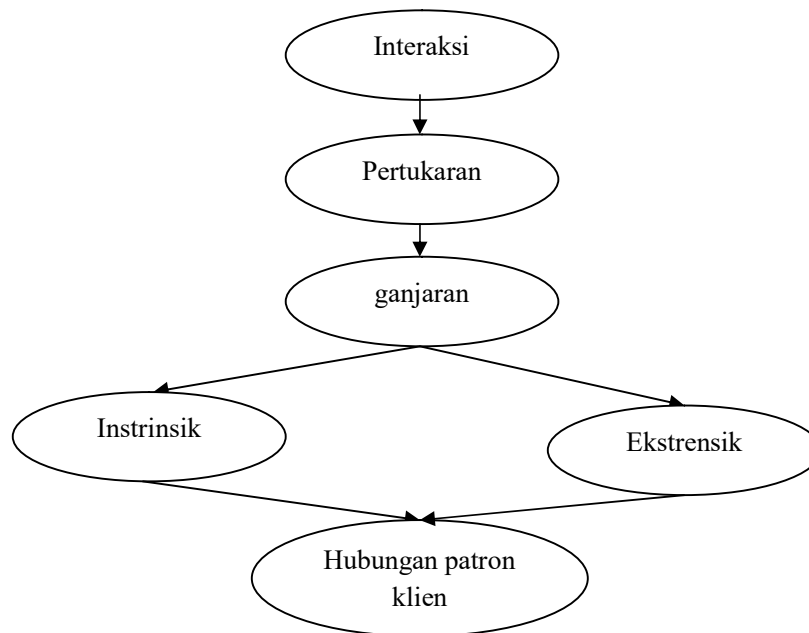 Interaksi
Pertukaran
ganjaran
Instrinsik
Ekstrensik
Hubungan patron
klien